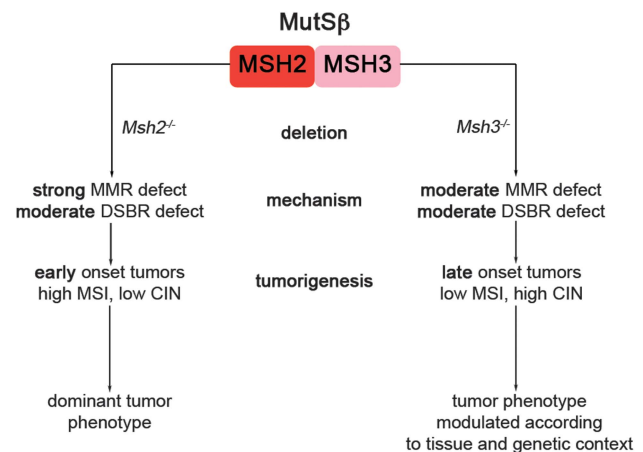 MutSβ
MSH2 MSH3
Msh2-/- deletion Msh3-/-
strong MMR defect
moderate DSBR defect
mechanism
moderate MMR defect
moderate DSBR defect
early onset tumors
high MSI, low CIN
tumorigenesis
late onset tumors
low MSI, high CIN
dominant tumor
phenotype
tumor phenotype
modulated according
to tissue and genetic context